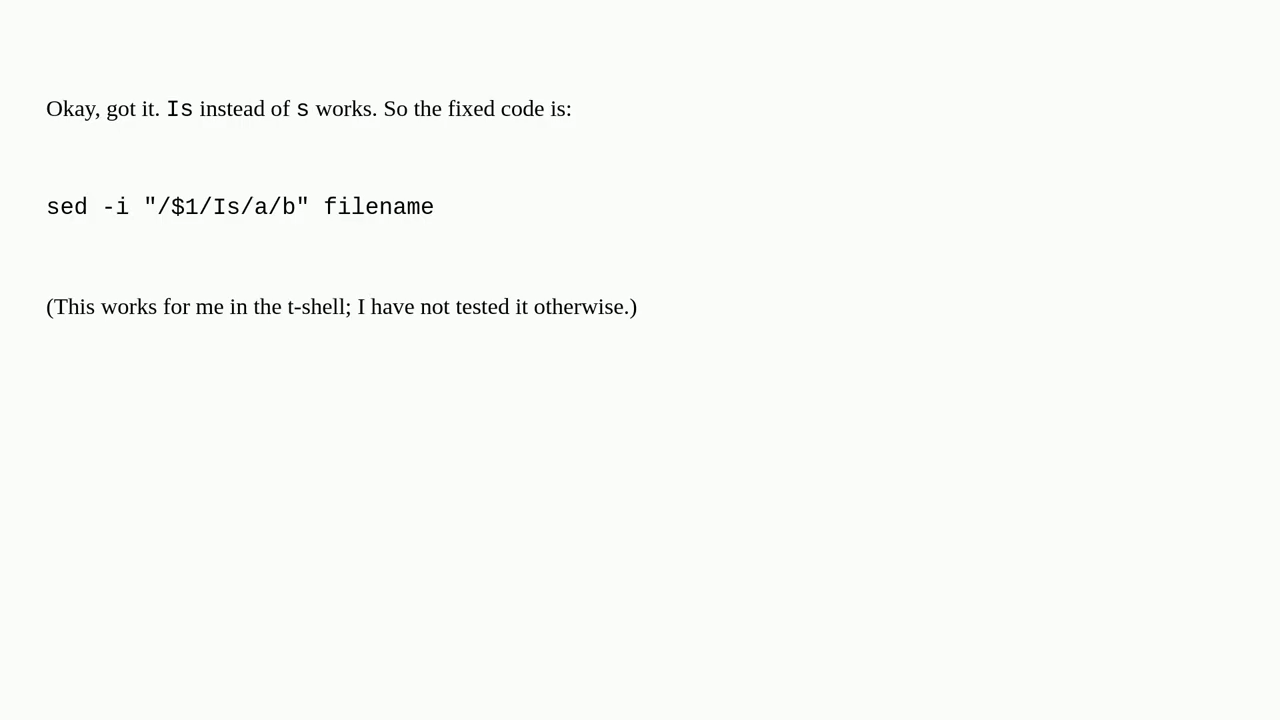 Okay, got it. Is instead of s works. So the fixed code is:
sed -i "/$1/Is/a/b" filename
(This works for me in the t-shell; I have not tested it otherwise.)